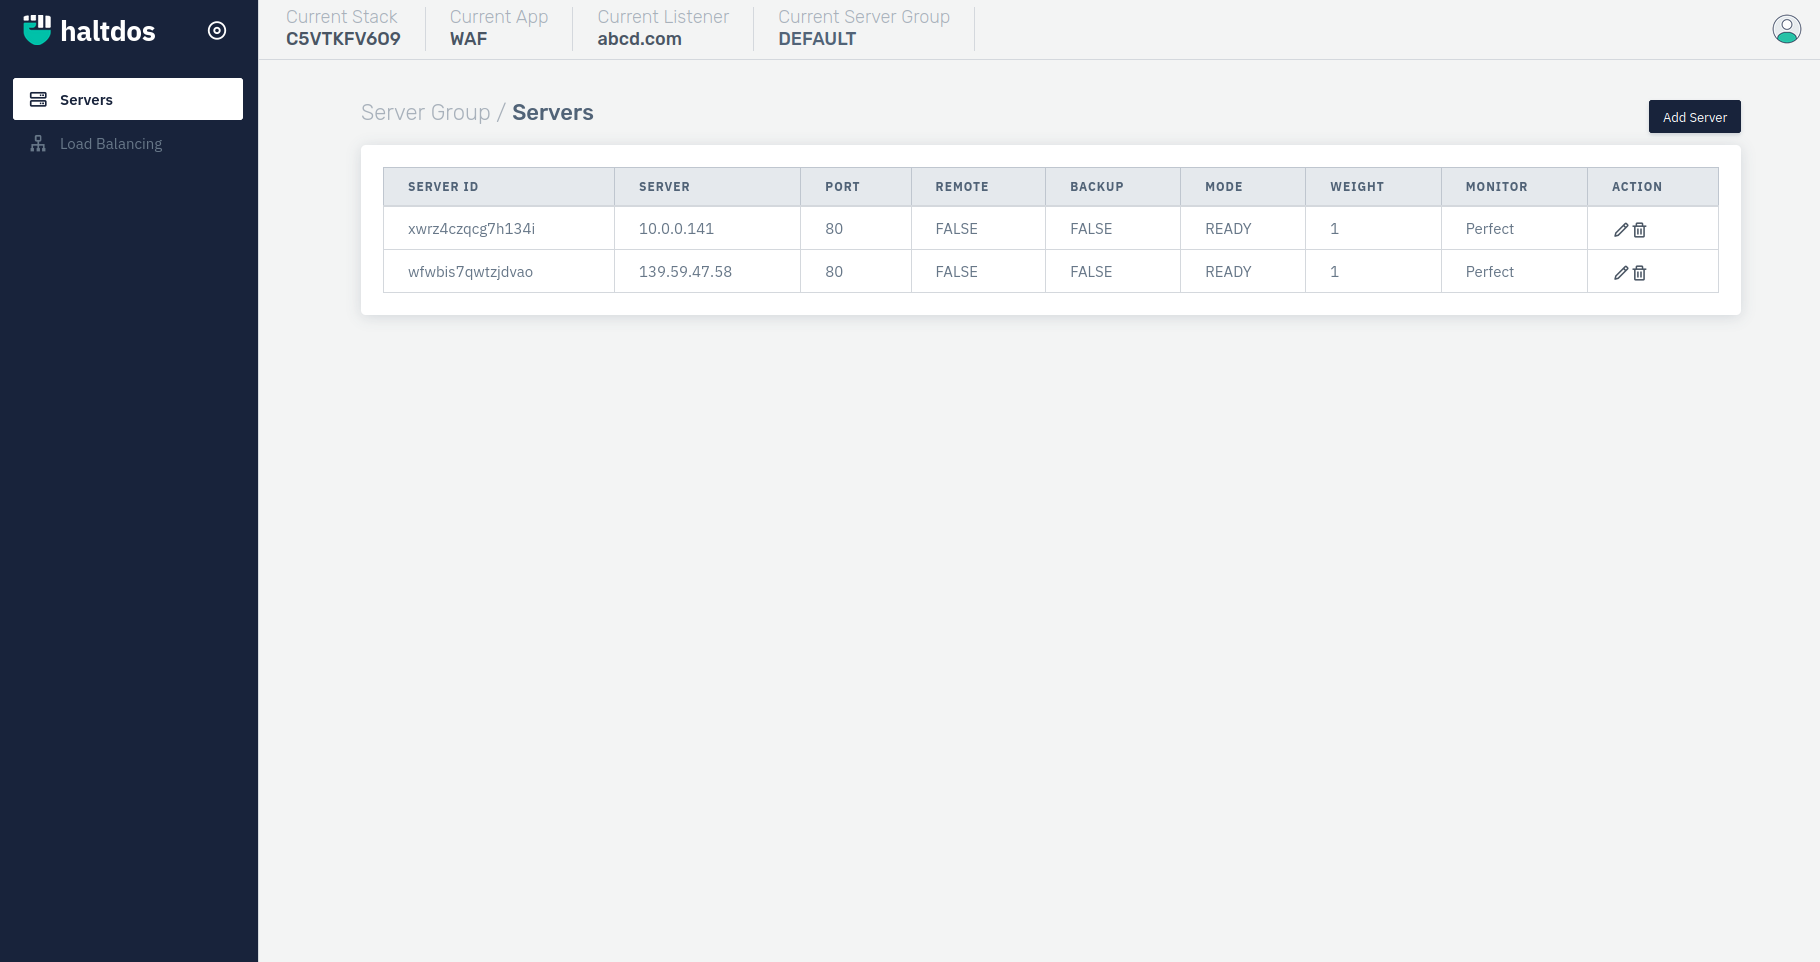 haltdos
Current Stack
C5VTKFV6O9
Current App
WAF
Current Listener
abcd.com
Current Server Group
DEFAULT
Servers
Load Balancing
Server Group / Servers
Add Server
SERVER ID SERVER PORT REMOTE BACKUP MODE WEIGHT MONITOR ACTION
xwrz4czqcg7h134i 10.0.0.141 80 FALSE FALSE READY 1 Perfect
wfwbis7qwtzjdvao 139.59.47.58 80 FALSE FALSE READY 1 Perfect